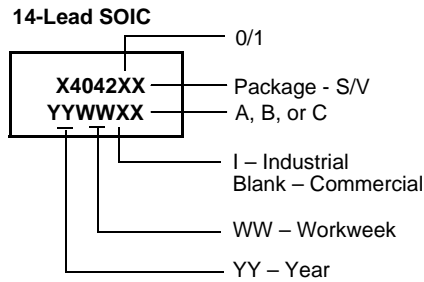 14-Lead SOIC
0/1
X4042XX
Package - S/V
YYWWXX
A, B, or C
I – Industrial
Blank – Commercial
WW – Workweek
YY – Year